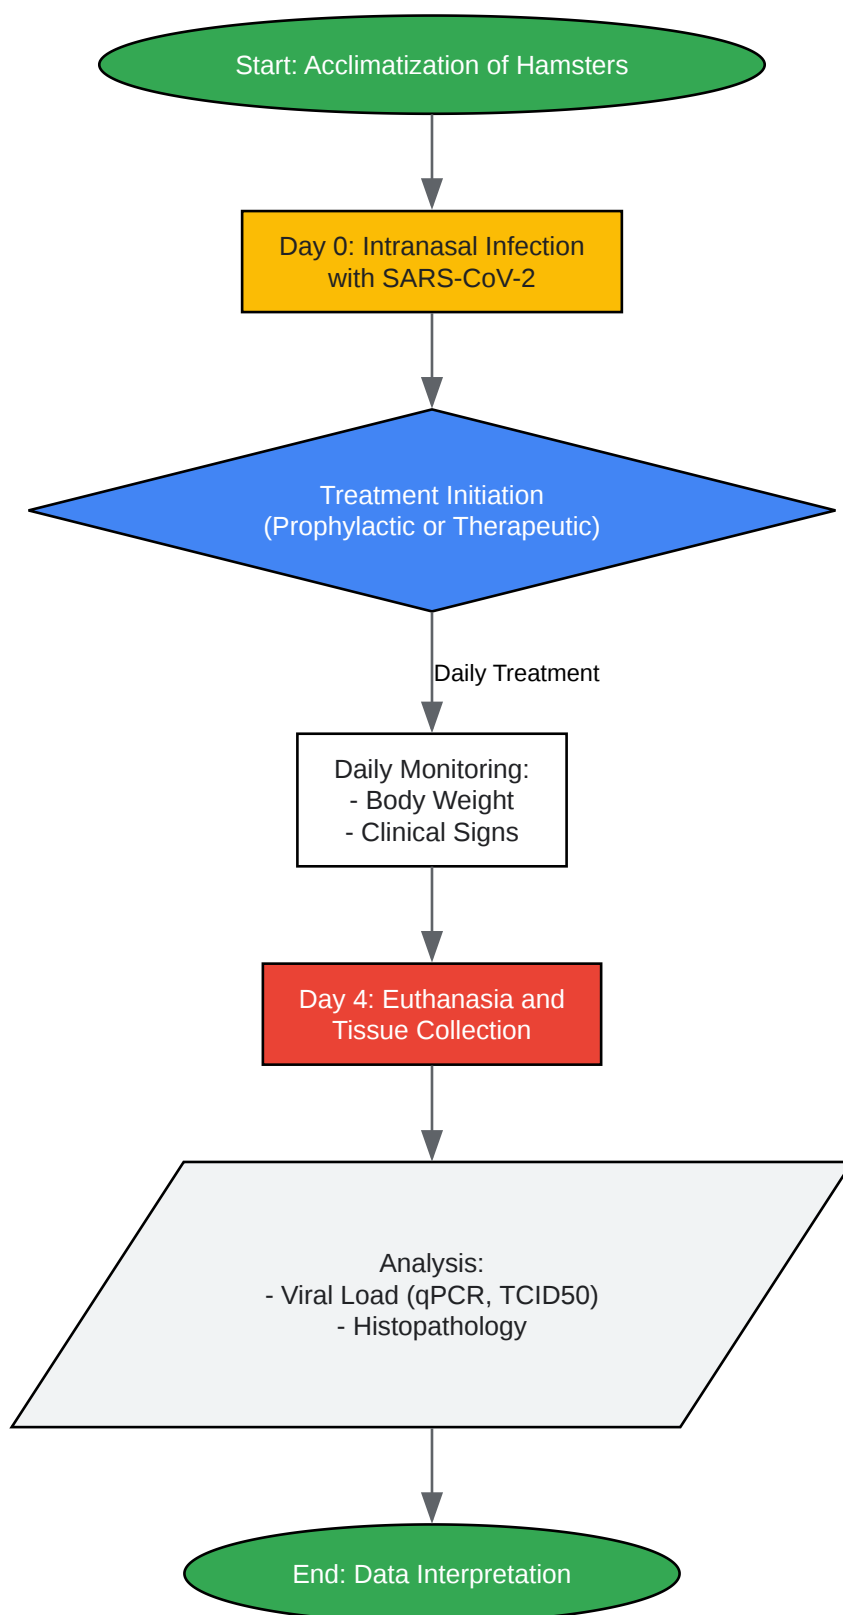 Start: Acclimatization of Hamsters
Day 0: Intranasal Infection
with SARS-CoV-2
Treatment Initiation
(Prophylactic or Therapeutic)
Daily Treatment
Daily Monitoring:
- Body Weight
- Clinical Signs
Day 4: Euthanasia and
Tissue Collection
Analysis:
- Viral Load (qPCR, TCID50)
- Histopathology
End: Data Interpretation